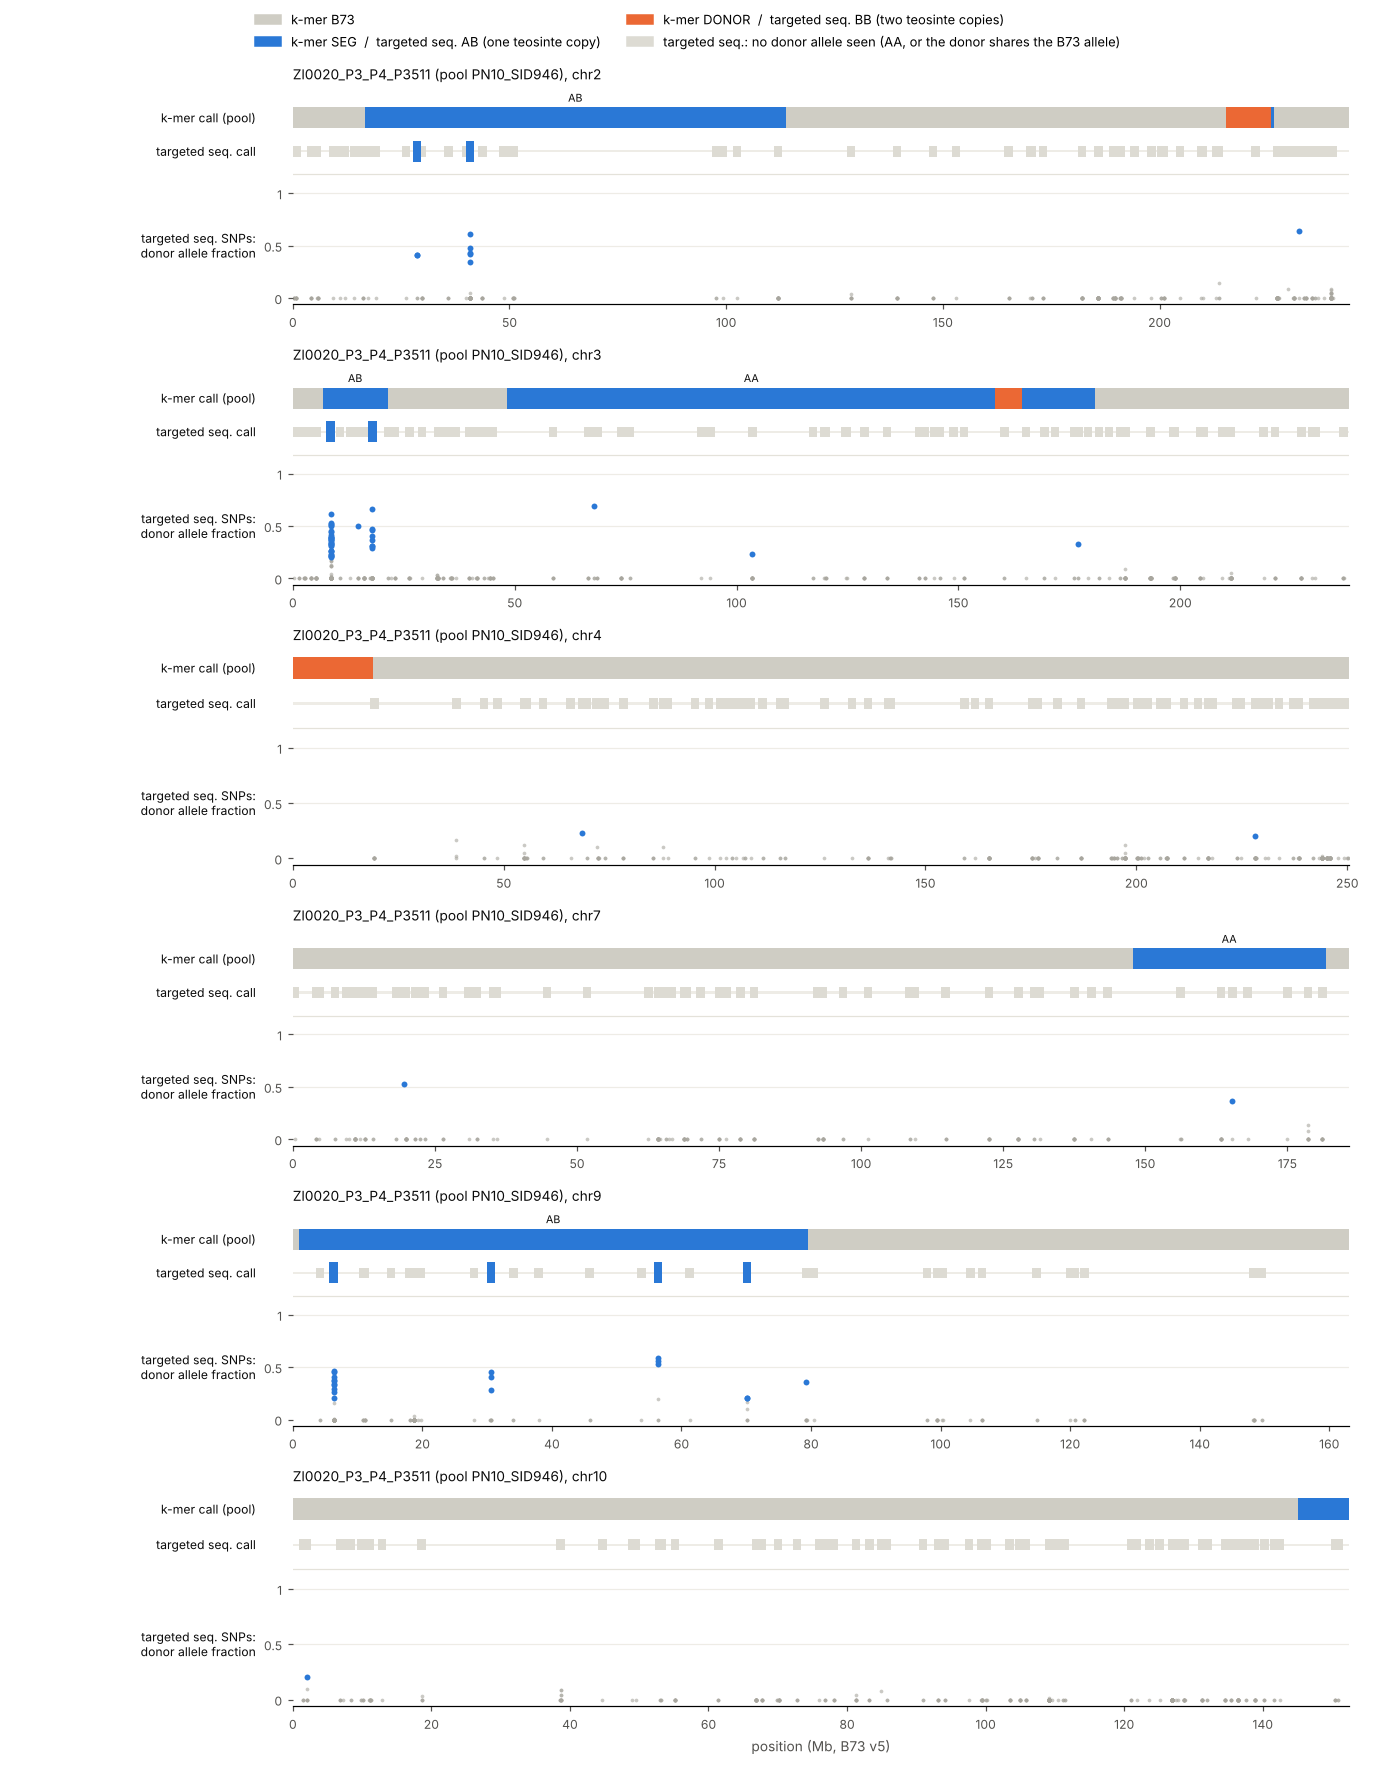 k-mer B73
k-mer DONOR / targeted seq. BB (two teosinte copies)
k-mer SEG / targeted seq. AB (one teosinte copy)
targeted seq.: no donor allele seen (AA, or the donor shares the B73 allele)
ZI0020_P3_P4_P3511 (pool PN10_SID946), chr2
AB
k-mer call (pool)
targeted seq. call
1
targeted seq. SNPs:
donor allele fraction
0.5
0
0 50 100 150 200
ZI0020_P3_P4_P3511 (pool PN10_SID946), chr3
AB AA
k-mer call (pool)
targeted seq. call
1
targeted seq. SNPs:
donor allele fraction
0.5
0
0 50 100 150 200
ZI0020_P3_P4_P3511 (pool PN10_SID946), chr4
k-mer call (pool)
targeted seq. call
1
targeted seq. SNPs:
donor allele fraction
0.5
0
0 50 100 150 200 250
ZI0020_P3_P4_P3511 (pool PN10_SID946), chr7
AA
k-mer call (pool)
targeted seq. call
1
targeted seq. SNPs:
donor allele fraction
0.5
0
0 25 50 75 100 125 150 175
ZI0020_P3_P4_P3511 (pool PN10_SID946), chr9
AB
k-mer call (pool)
targeted seq. call
1
targeted seq. SNPs:
donor allele fraction
0.5
0
0 20 40 60 80 100 120 140 160
ZI0020_P3_P4_P3511 (pool PN10_SID946), chr10
k-mer call (pool)
targeted seq. call
1
targeted seq. SNPs:
donor allele fraction
0.5
0
0 20 40 60 80 100 120 140
position (Mb, B73 v5)